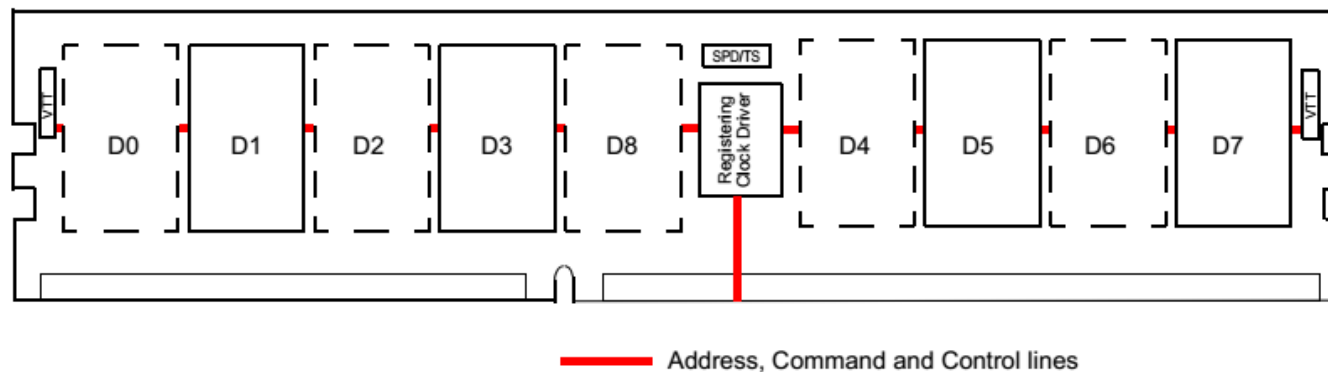 SPD/TS
VTT
D0
D1
D2
D3
D8
Registering
Clock Driver
D4
D5
D6
D7
VTT
Address, Command and Control lines